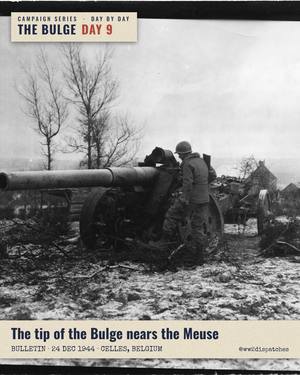 CAMPAIGN SERIES · DAY BY DAY
THE BULGE DAY 9
The tip of the Bulge nears the Meuse
BULLETIN · 24 DEC 1944 · CELLES, BELGIUM
@ww2dispatches